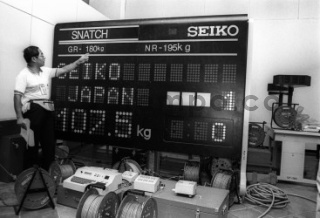 SNATCH SEIKO
GR- 180kg NR-195kg
SEIKO
JAPAN 1
107.5 kg 0